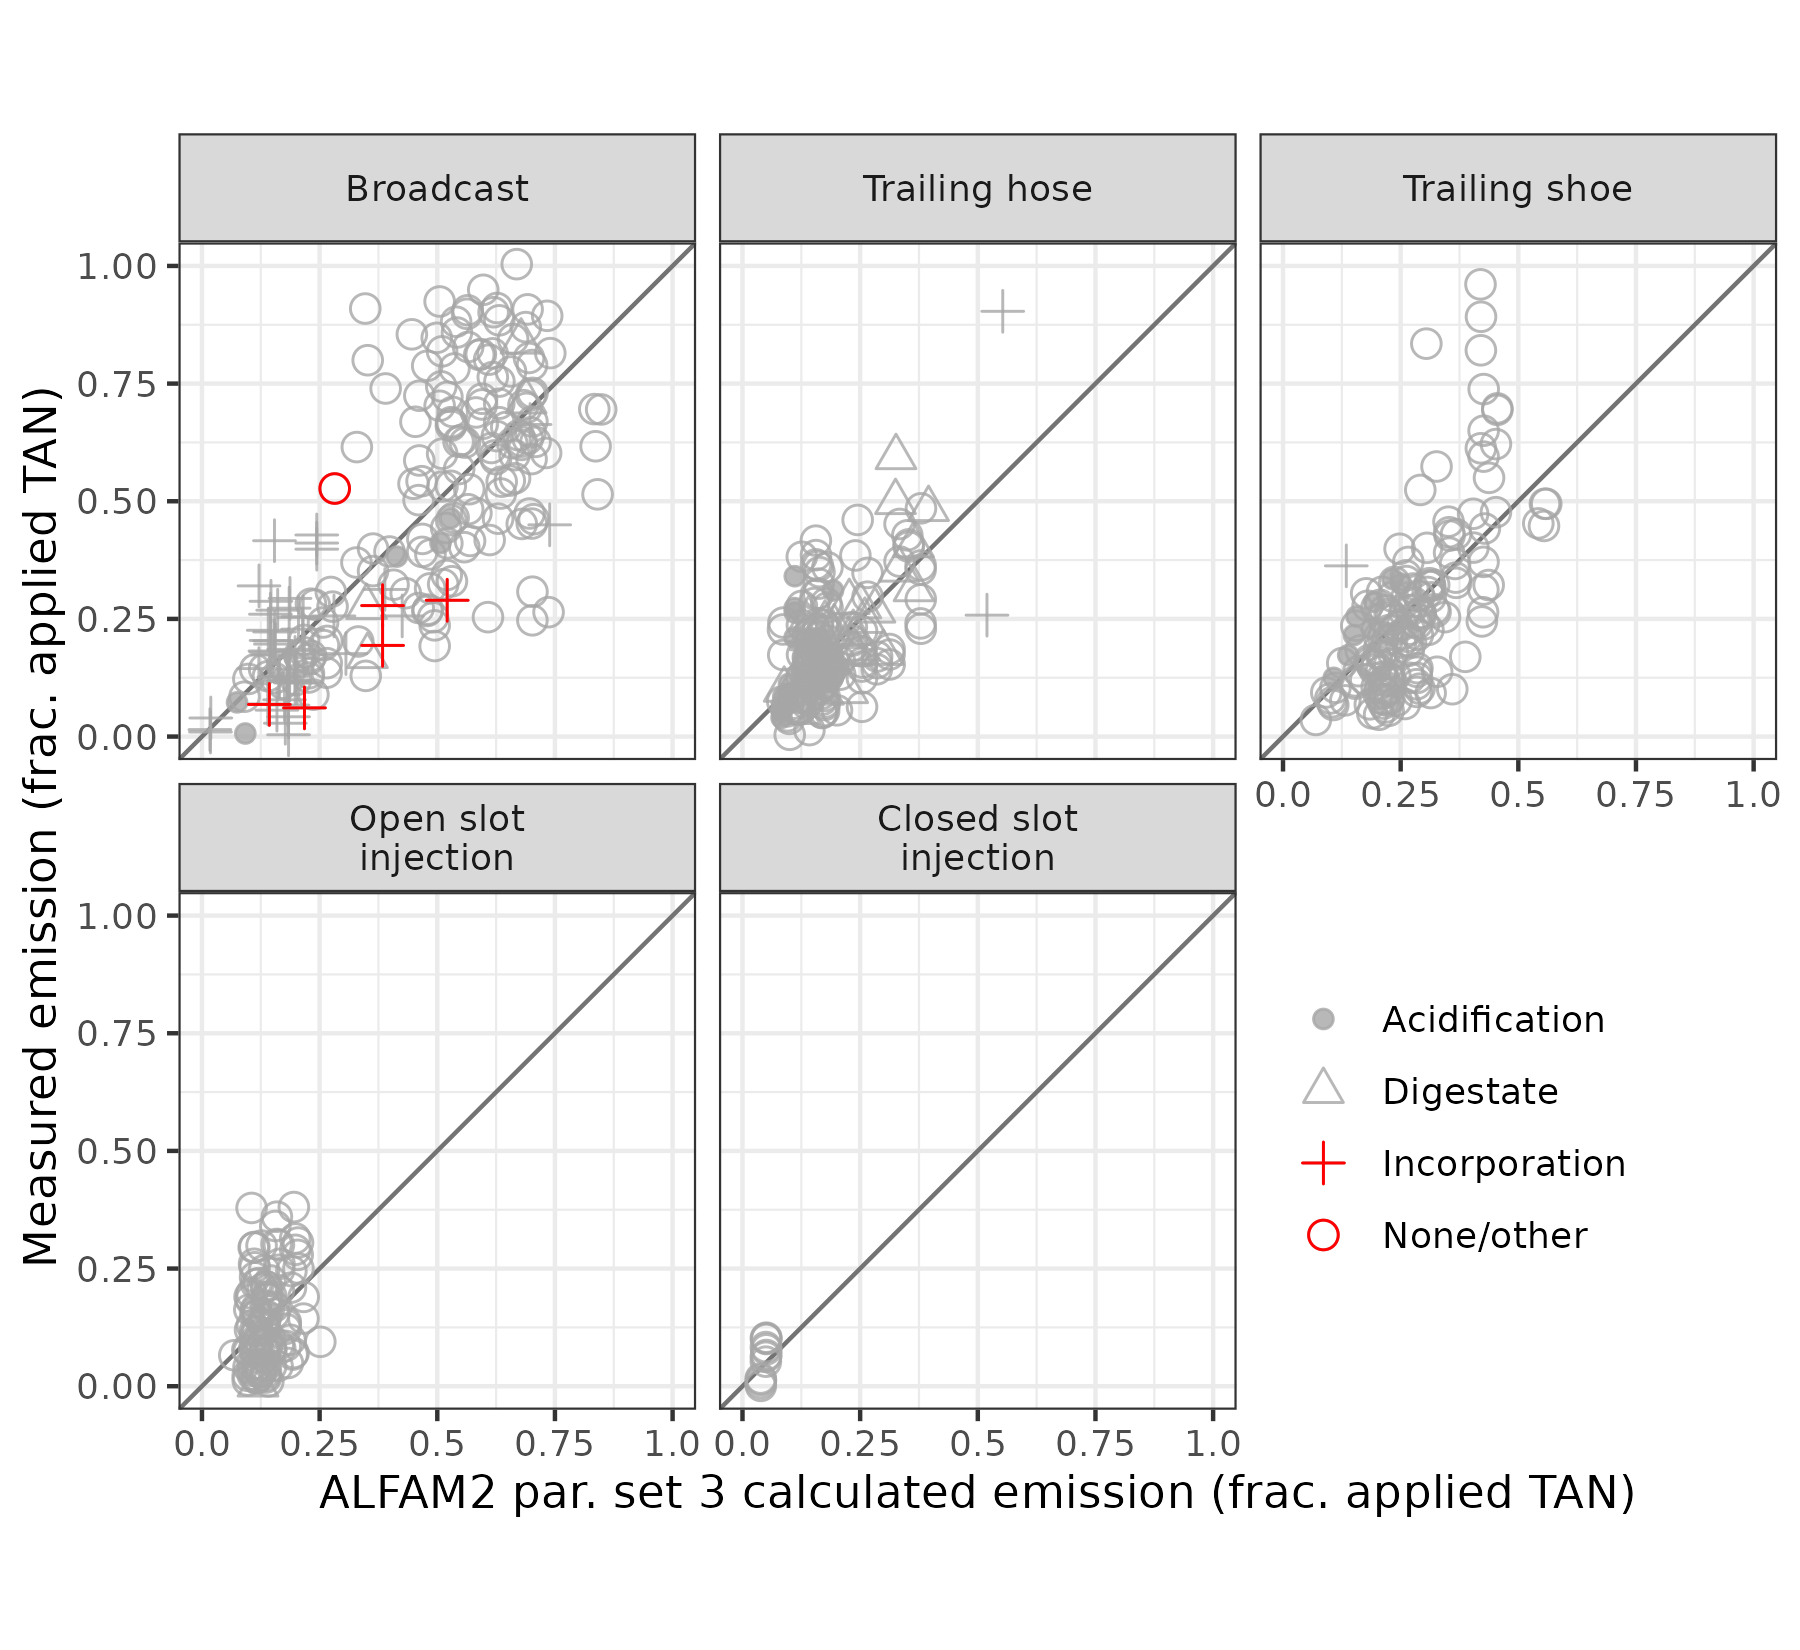 Broadcast
Trailing hose
Trailing shoe
1.00
0.75
0.50
0.25
0.00
0.0 0.25 0.5 0.75 1.0
Open slot
injection
Closed slot
injection
1.00
0.75
0.50
0.25
0.00
0.0 0.25 0.5 0.75 1.0
0.0 0.25 0.5 0.75 1.0
Measured emission (frac. applied TAN)
ALFAM2 par. set 3 calculated emission (frac. applied TAN)
Acidification
Digestate
Incorporation
None/other